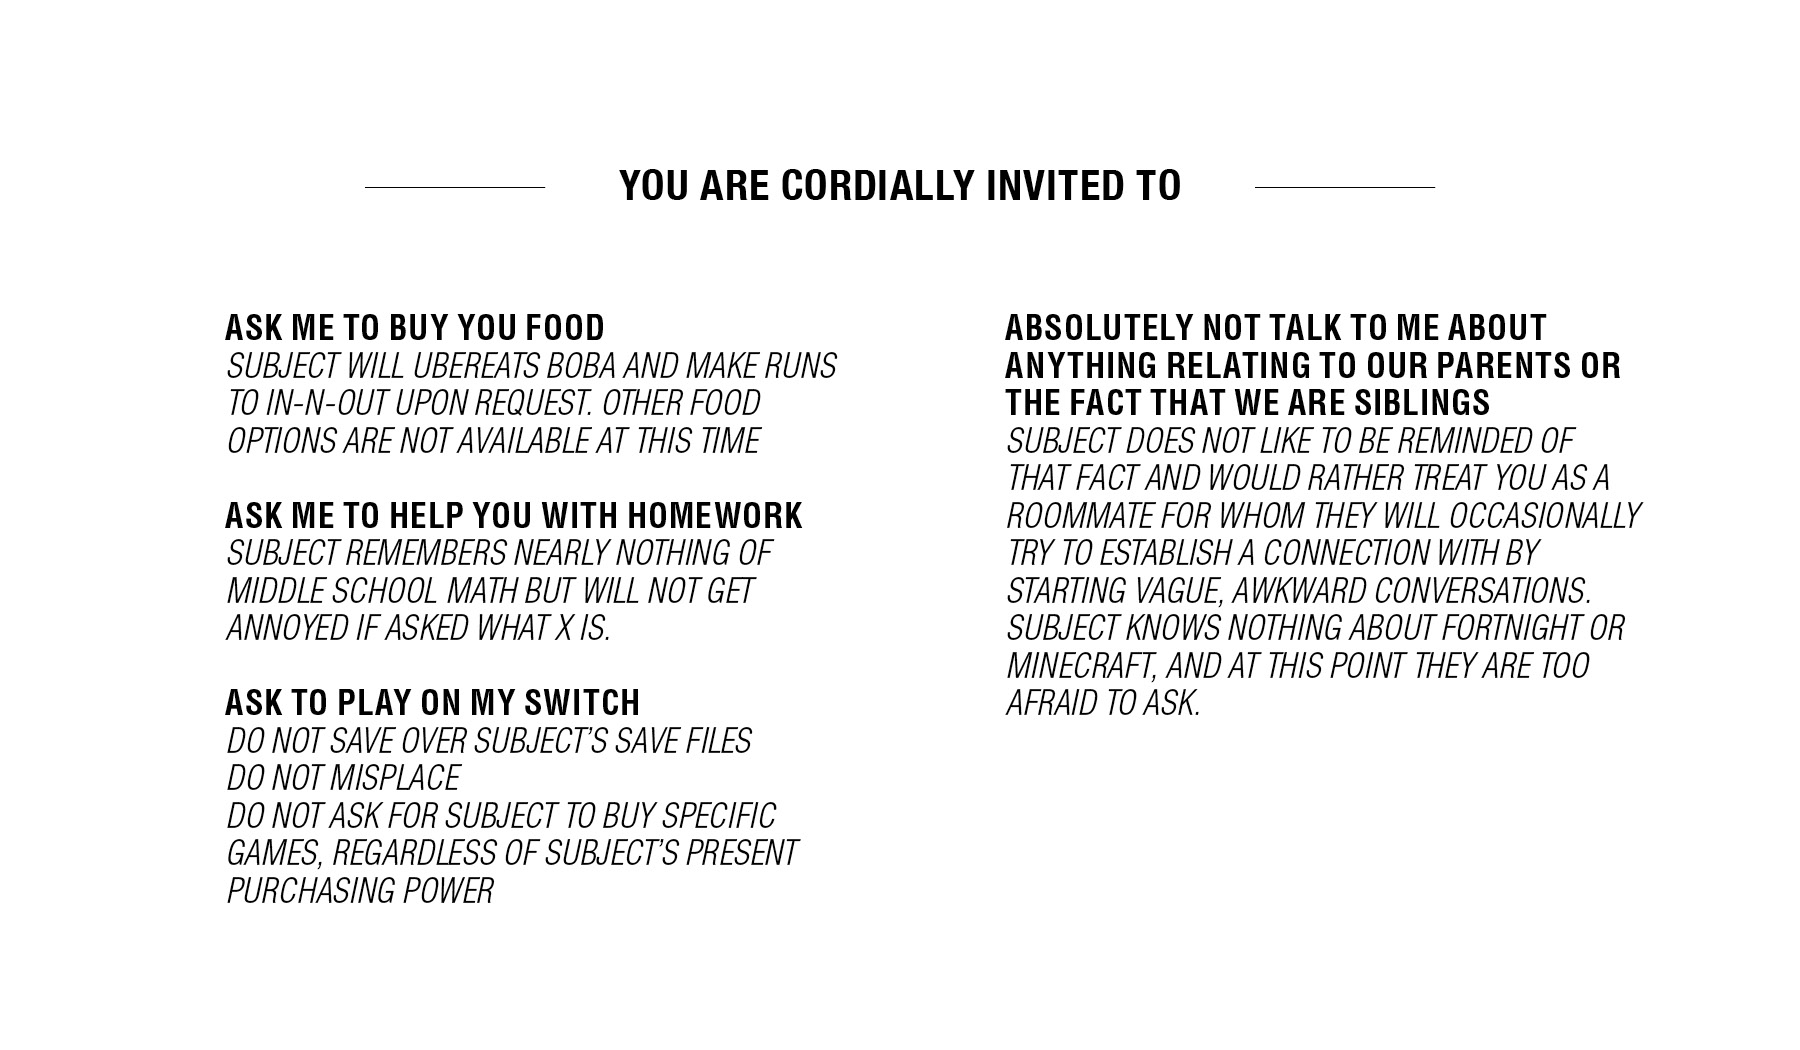 YOU ARE CORDIALLY INVITED TO
ASK ME TO BUY YOU FOOD
SUBJECT WILL UBEREATS BOBA AND MAKE RUNS
TO IN-N-OUT UPON REQUEST. OTHER FOOD
OPTIONS ARE NOT AVAILABLE AT THIS TIME
ASK ME TO HELP YOU WITH HOMEWORK
SUBJECT REMEMBERS NEARLY NOTHING OF
MIDDLE SCHOOL MATH BUT WILL NOT GET
ANNOYED IF ASKED WHAT X IS.
ASK TO PLAY ON MY SWITCH
DO NOT SAVE OVER SUBJECT'S SAVE FILES
DO NOT MISPLACE
DO NOT ASK FOR SUBJECT TO BUY SPECIFIC
GAMES, REGARDLESS OF SUBJECT'S PRESENT
PURCHASING POWER
ABSOLUTELY NOT TALK TO ME ABOUT
ANYTHING RELATING TO OUR PARENTS OR
THE FACT THAT WE ARE SIBLINGS
SUBJECT DOES NOT LIKE TO BE REMINDED OF
THAT FACT AND WOULD RATHER TREAT YOU AS A
ROOMMATE FOR WHOM THEY WILL OCCASIONALLY
TRY TO ESTABLISH A CONNECTION WITH BY
STARTING VAGUE, AWKWARD CONVERSATIONS.
SUBJECT KNOWS NOTHING ABOUT FORTNIGHT OR
MINECRAFT, AND AT THIS POINT THEY ARE TOO
AFRAID TO ASK.